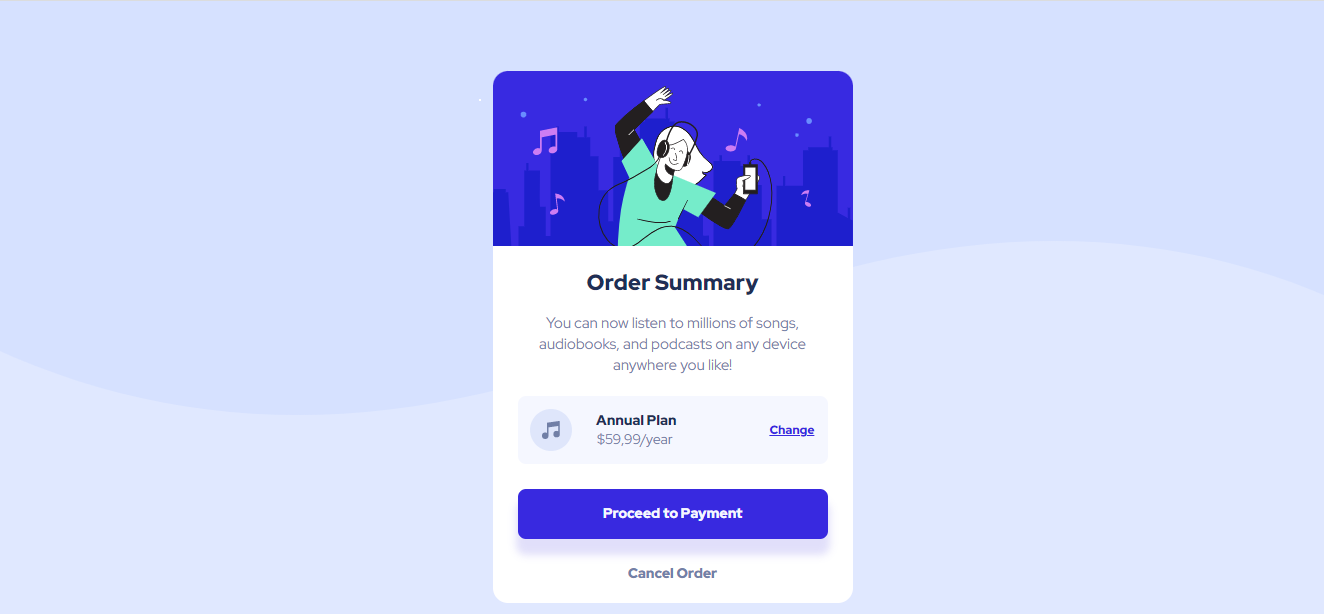 Order Summary
You can now listen to millions of songs,
audiobooks, and podcasts on any device
anywhere you like!
Annual Plan
$59,99/year
Change
Proceed to Payment
Cancel Order